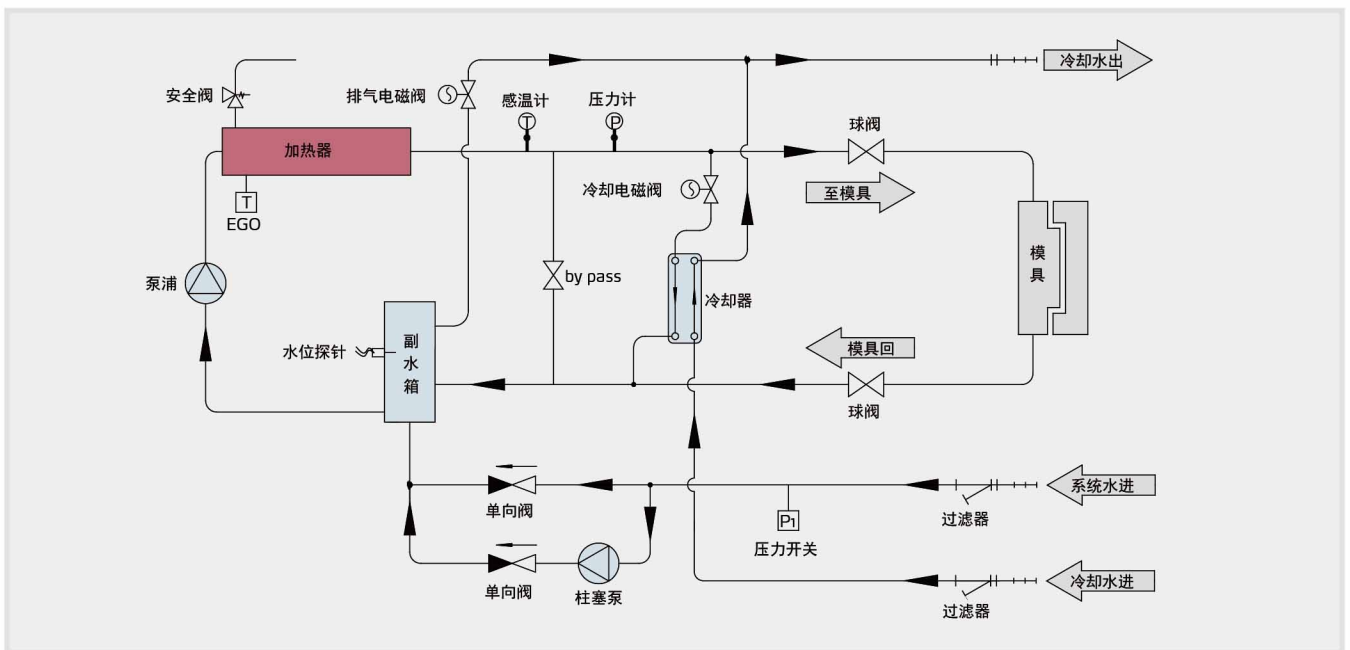 冷却水出
安全阀
排气电磁阀
感温计
压力计
T
P
球阀
加热器
冷却电磁阀
至模具
T
EGO
模具
泵浦
by pass
冷却器
副水箱
水位探针
模具回
球阀
系统水进
单向阀
P1
过滤器
压力开关
冷却水进
单向阀
柱塞泵
过滤器